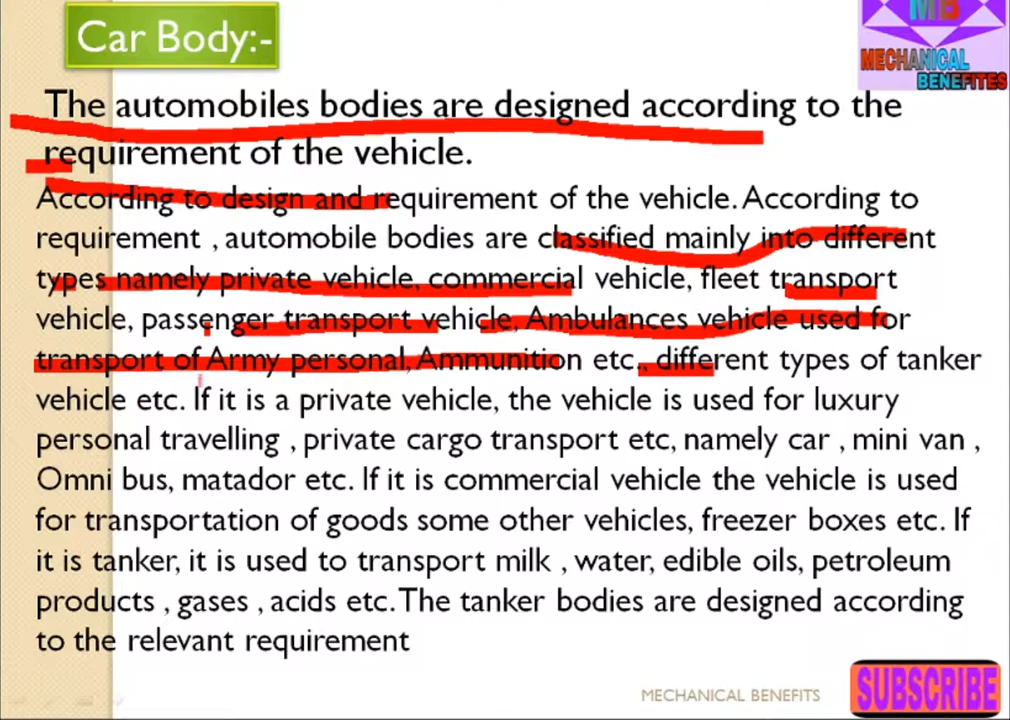 Car Body:-
MB
MECHANICAL
BENEFITES
The automobiles bodies are designed according to the
requirement of the vehicle.
According to design and requirement of the vehicle. According to
requirement , automobile bodies are classified mainly into different
types namely private vehicle, commercial vehicle, fleet transport
vehicle, passenger transport vehicle, Ambulances vehicle used for
transport of Army personal, Ammunition etc., different types of tanker
vehicle etc. If it is a private vehicle, the vehicle is used for luxury
personal travelling , private cargo transport etc, namely car , mini van ,
Omni bus, matador etc. If it is commercial vehicle the vehicle is used
for transportation of goods some other vehicles, freezer boxes etc. If
it is tanker, it is used to transport milk , water, edible oils, petroleum
products , gases , acids etc. The tanker bodies are designed according
to the relevant requirement
MECHANICAL BENEFITS
SUBSCRIBE